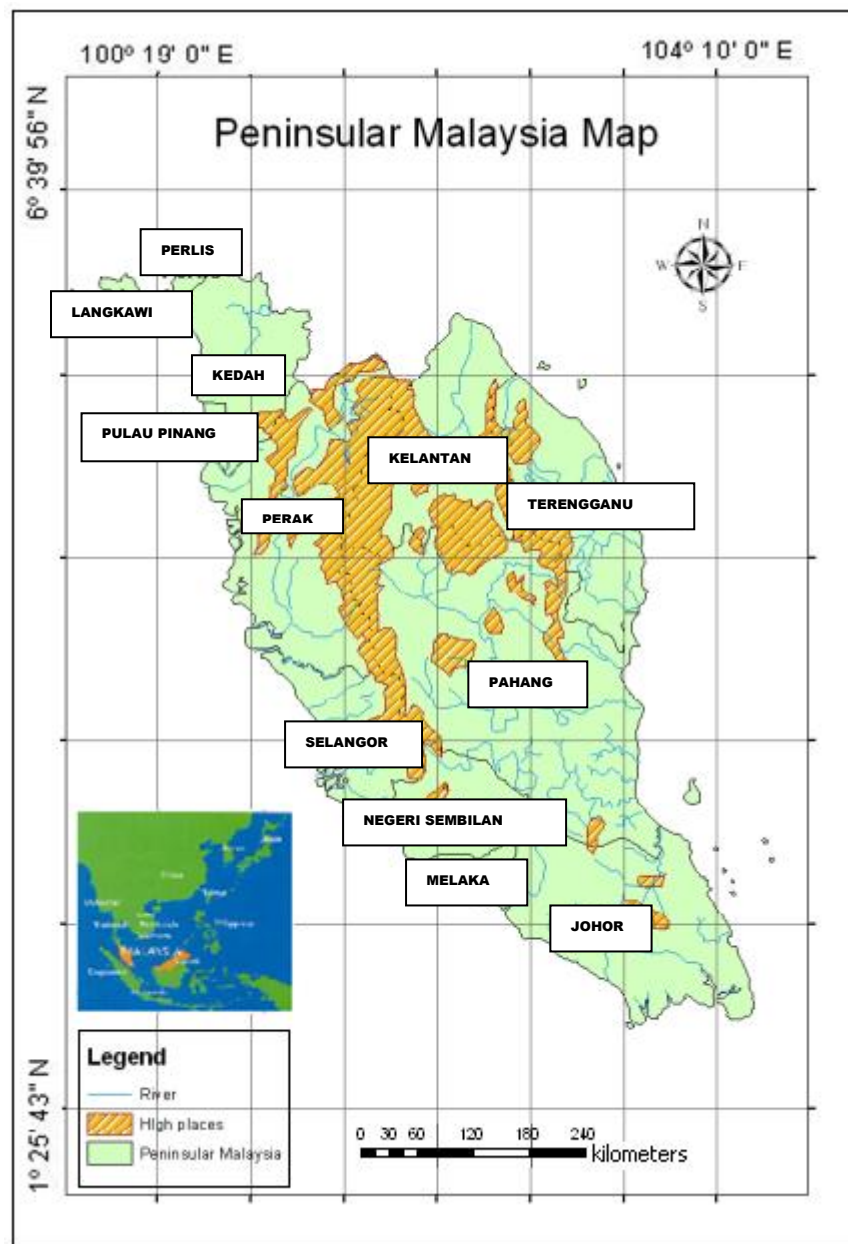 100º 19' 0" E
104º 10' 0" E
6º 39' 56" N
Peninsular Malaysia Map
N
W
E
S
PERLIS
LANGKAWI
KEDAH
PULAU PINANG
KELANTAN
TERENGGANU
PERAK
PAHANG
SELANGOR
NEGERI SEMBILAN
MELAKA
JOHOR
China
Philippines
1º 25' 43" N
Legend
River
High places
Peninsular Malaysia
0 30 60 120 180 240
kilometers